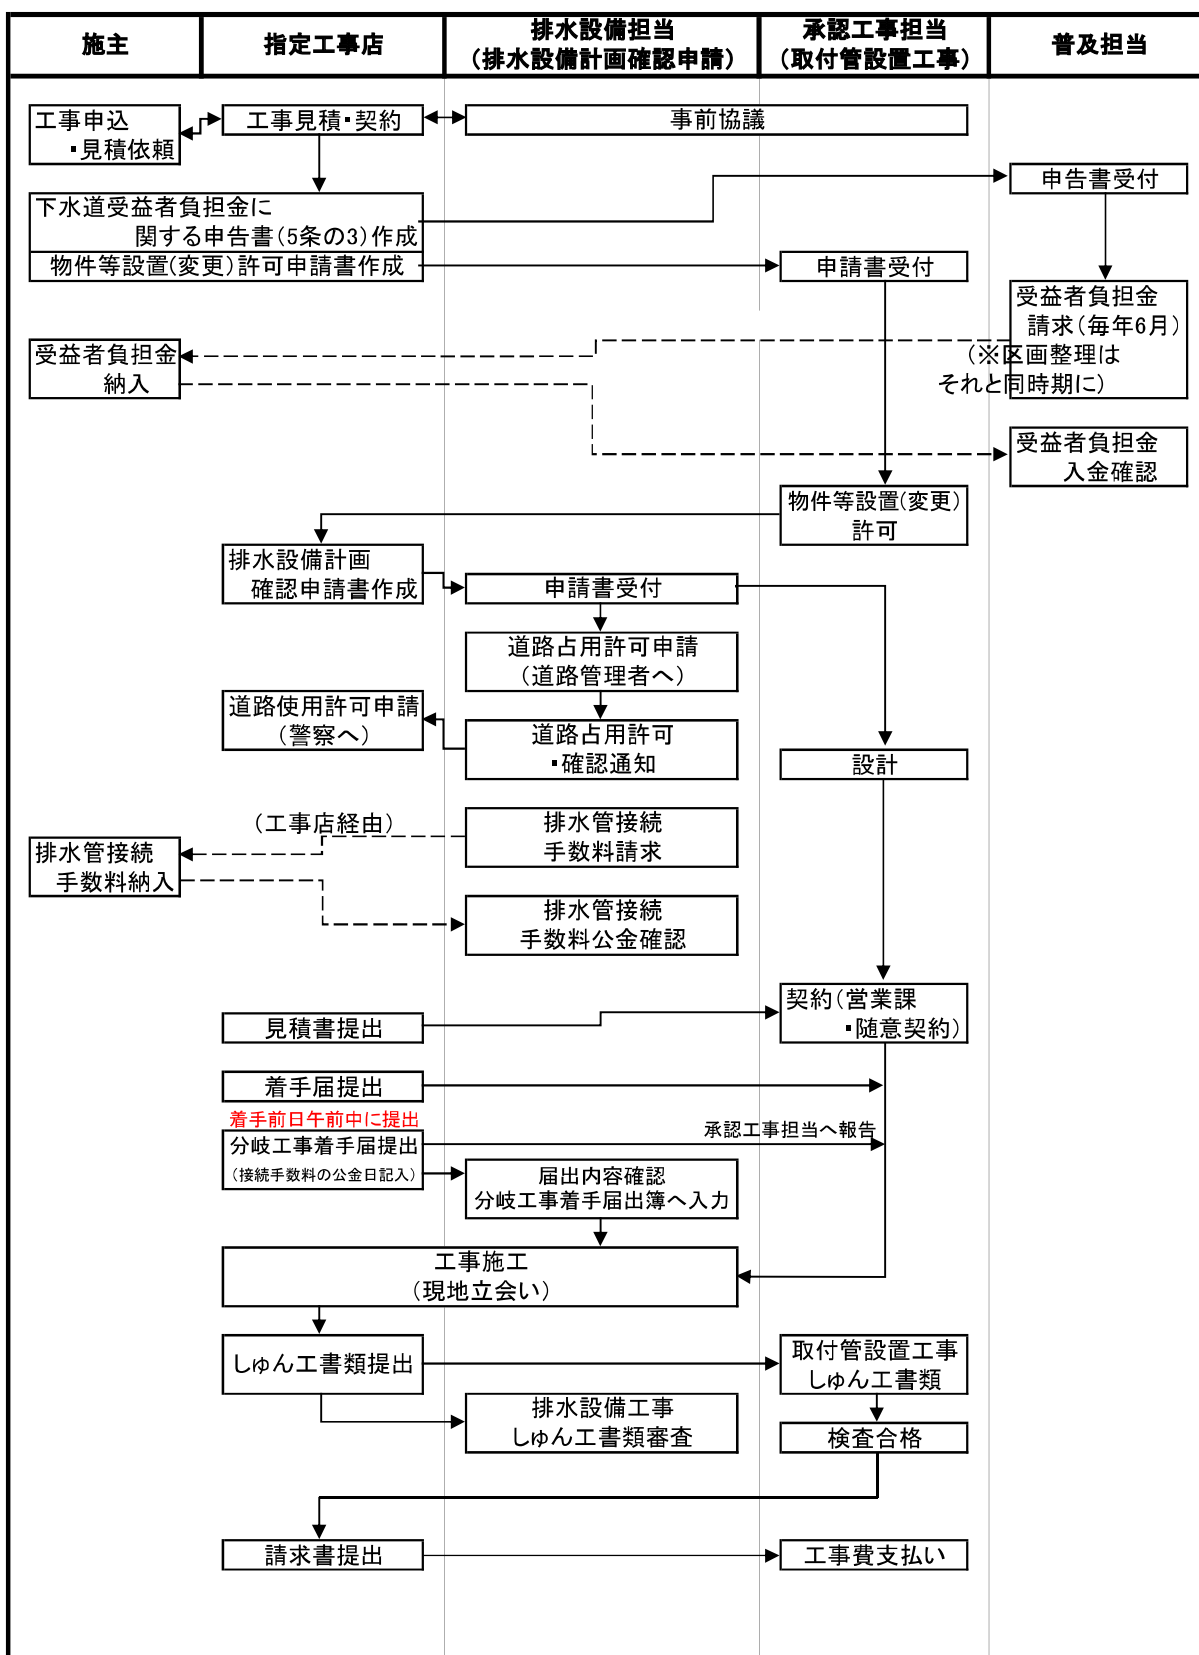 施主
指定工事店
排水設備担当
（排水設備計画確認申請）
承認工事担当
（取付管設置工事）
普及担当
工事申込
・見積依頼
工事見積・契約
事前協議
申告書受付
下水道受益者負担金に
関する申告書（5条の3）作成
物件等設置（変更）許可申請書作成
申請書受付
受益者負担金
請求（毎年6月）
（※区画整理は
それと同時期に）
受益者負担金
納入
受益者負担金
入金確認
物件等設置（変更）
許可
排水設備計画
確認申請書作成
申請書受付
道路占用許可申請
（道路管理者へ）
道路使用許可申請
（警察へ）
道路占用許可
・確認通知
設計
（工事店経由）
排水管接続
手数料請求
排水管接続
手数料納入
排水管接続
手数料公金確認
契約（営業課
・随意契約）
見積書提出
着手届提出
着手前日午前中に提出
承認工事担当へ報告
分岐工事着手届提出
（接続手数料の公金日記入）
届出内容確認
分岐工事着手届出簿へ入力
工事施工
（現地立会い）
しゅん工書類提出
取付管設置工事
しゅん工書類
排水設備工事
しゅん工書類審査
検査合格
請求書提出
工事費支払い